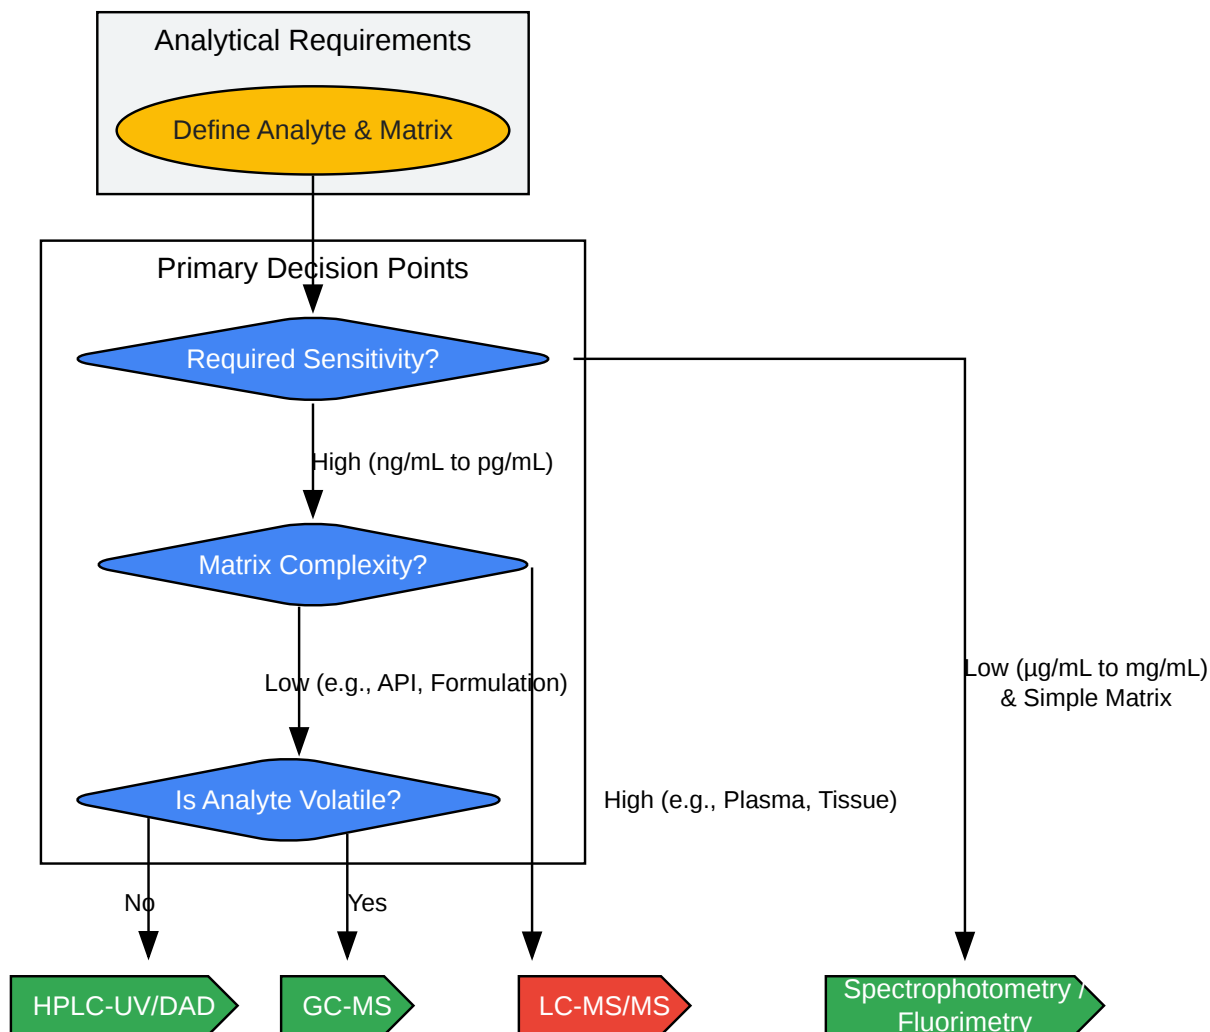 Analytical Requirements
Define Analyte & Matrix
Primary Decision Points
Required Sensitivity?
High (ng/mL to pg/mL)
Matrix Complexity?
Low (e.g., API, Formulation)
Low (µg/mL to mg/mL)
& Simple Matrix
Is Analyte Volatile?
High (e.g., Plasma, Tissue)
No
Yes
HPLC-UV/DAD
GC-MS
LC-MS/MS
Spectrophotometry /
Fluorimetry